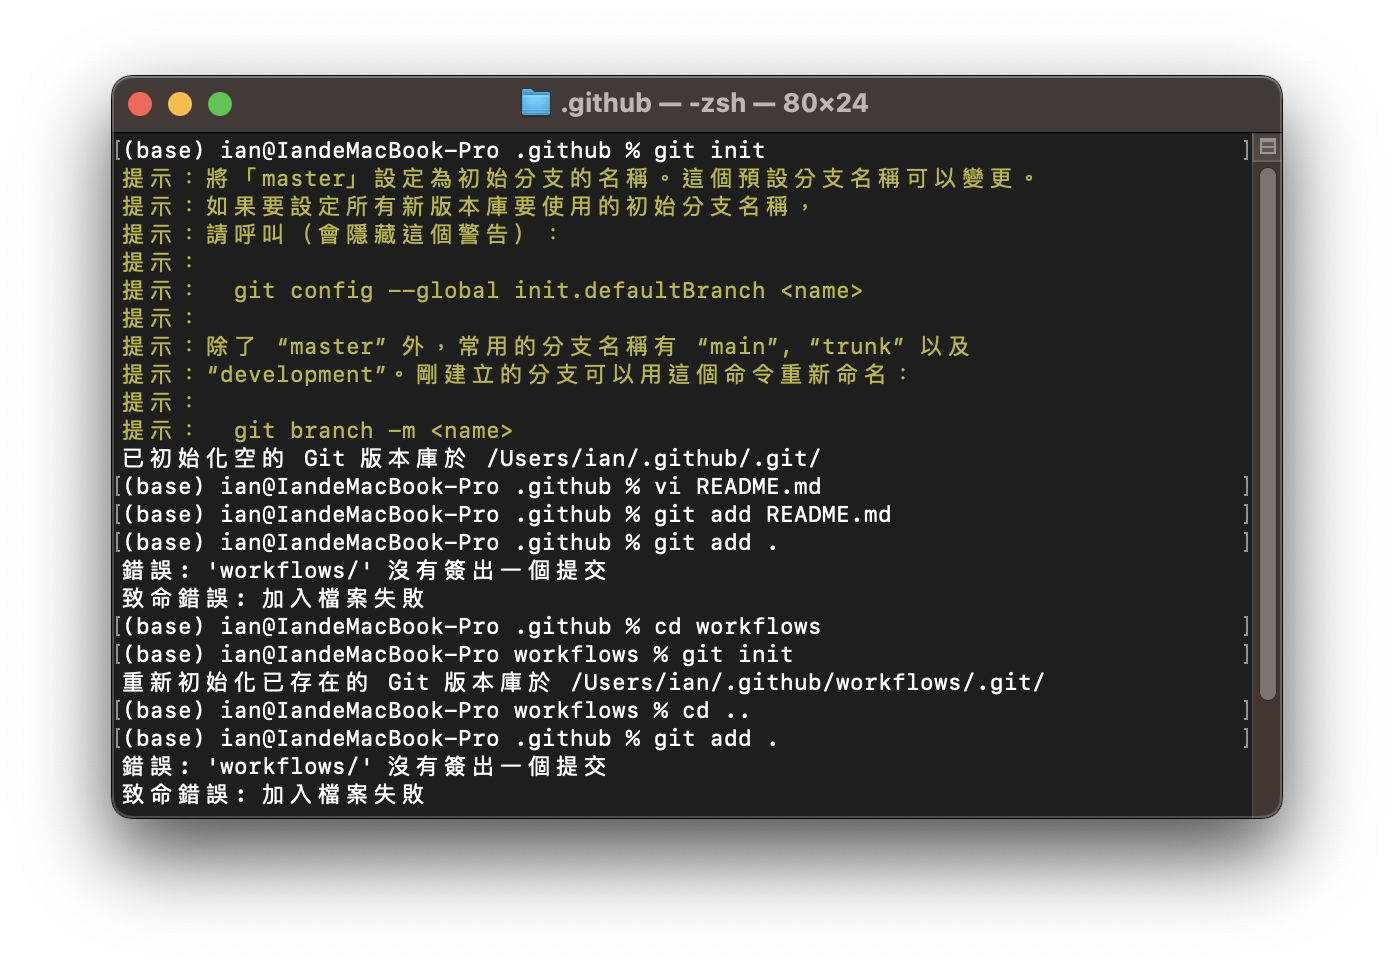 .github — -zsh — 80×24
(base) ian@IandeMacBook-Pro .github % git init
提示：將「master」設定為初始分支的名稱。這個預設分支名稱可以變更。
提示：如果要設定所有新版本庫要使用的初始分支名稱，
提示：請呼叫（會隱藏這個警告）：
提示：
提示：  git config --global init.defaultBranch <name>
提示：
提示：除了 “master” 外，常用的分支名稱有 “main”, “trunk” 以及
提示：“development”。剛建立的分支可以用這個命令重新命名：
提示：
提示：  git branch -m <name>
已初始化空的 Git 版本庫於 /Users/ian/.github/.git/
(base) ian@IandeMacBook-Pro .github % vi README.md
(base) ian@IandeMacBook-Pro .github % git add README.md
(base) ian@IandeMacBook-Pro .github % git add .
錯誤: 'workflows/' 沒有簽出一個提交
致命錯誤: 加入檔案失敗
(base) ian@IandeMacBook-Pro .github % cd workflows
(base) ian@IandeMacBook-Pro workflows % git init
重新初始化已存在的 Git 版本庫於 /Users/ian/.github/workflows/.git/
(base) ian@IandeMacBook-Pro workflows % cd ..
(base) ian@IandeMacBook-Pro .github % git add .
錯誤: 'workflows/' 沒有簽出一個提交
致命錯誤: 加入檔案失敗